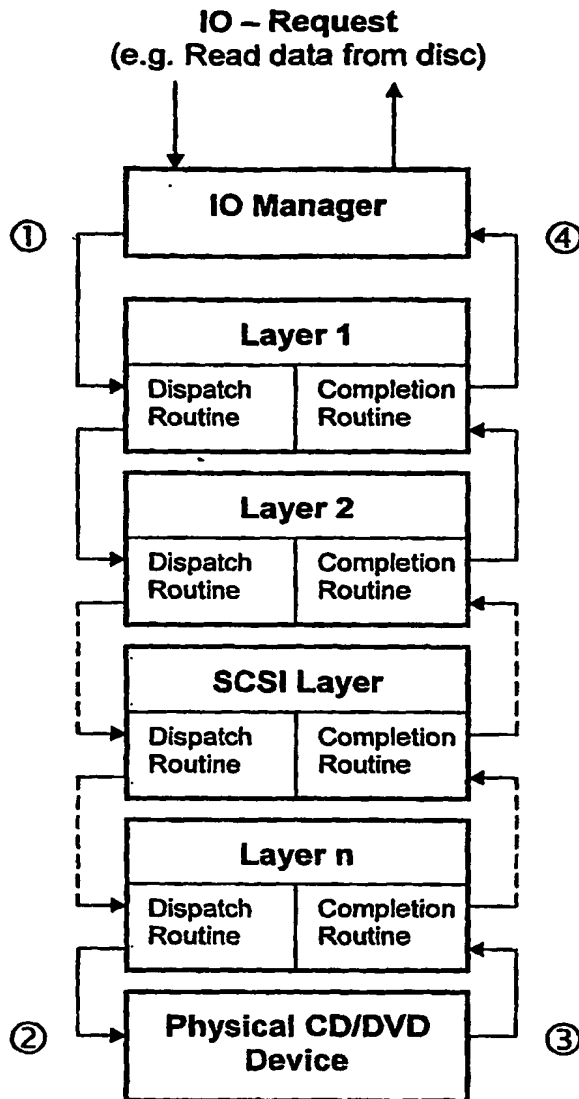 IO – Request
(e.g. Read data from disc)
IO Manager
①
④
Layer 1
Dispatch Routine
Completion Routine
Layer 2
Dispatch Routine
Completion Routine
SCSI Layer
Dispatch Routine
Completion Routine
Layer n
Dispatch Routine
Completion Routine
②
Physical CD/DVD
Device
③